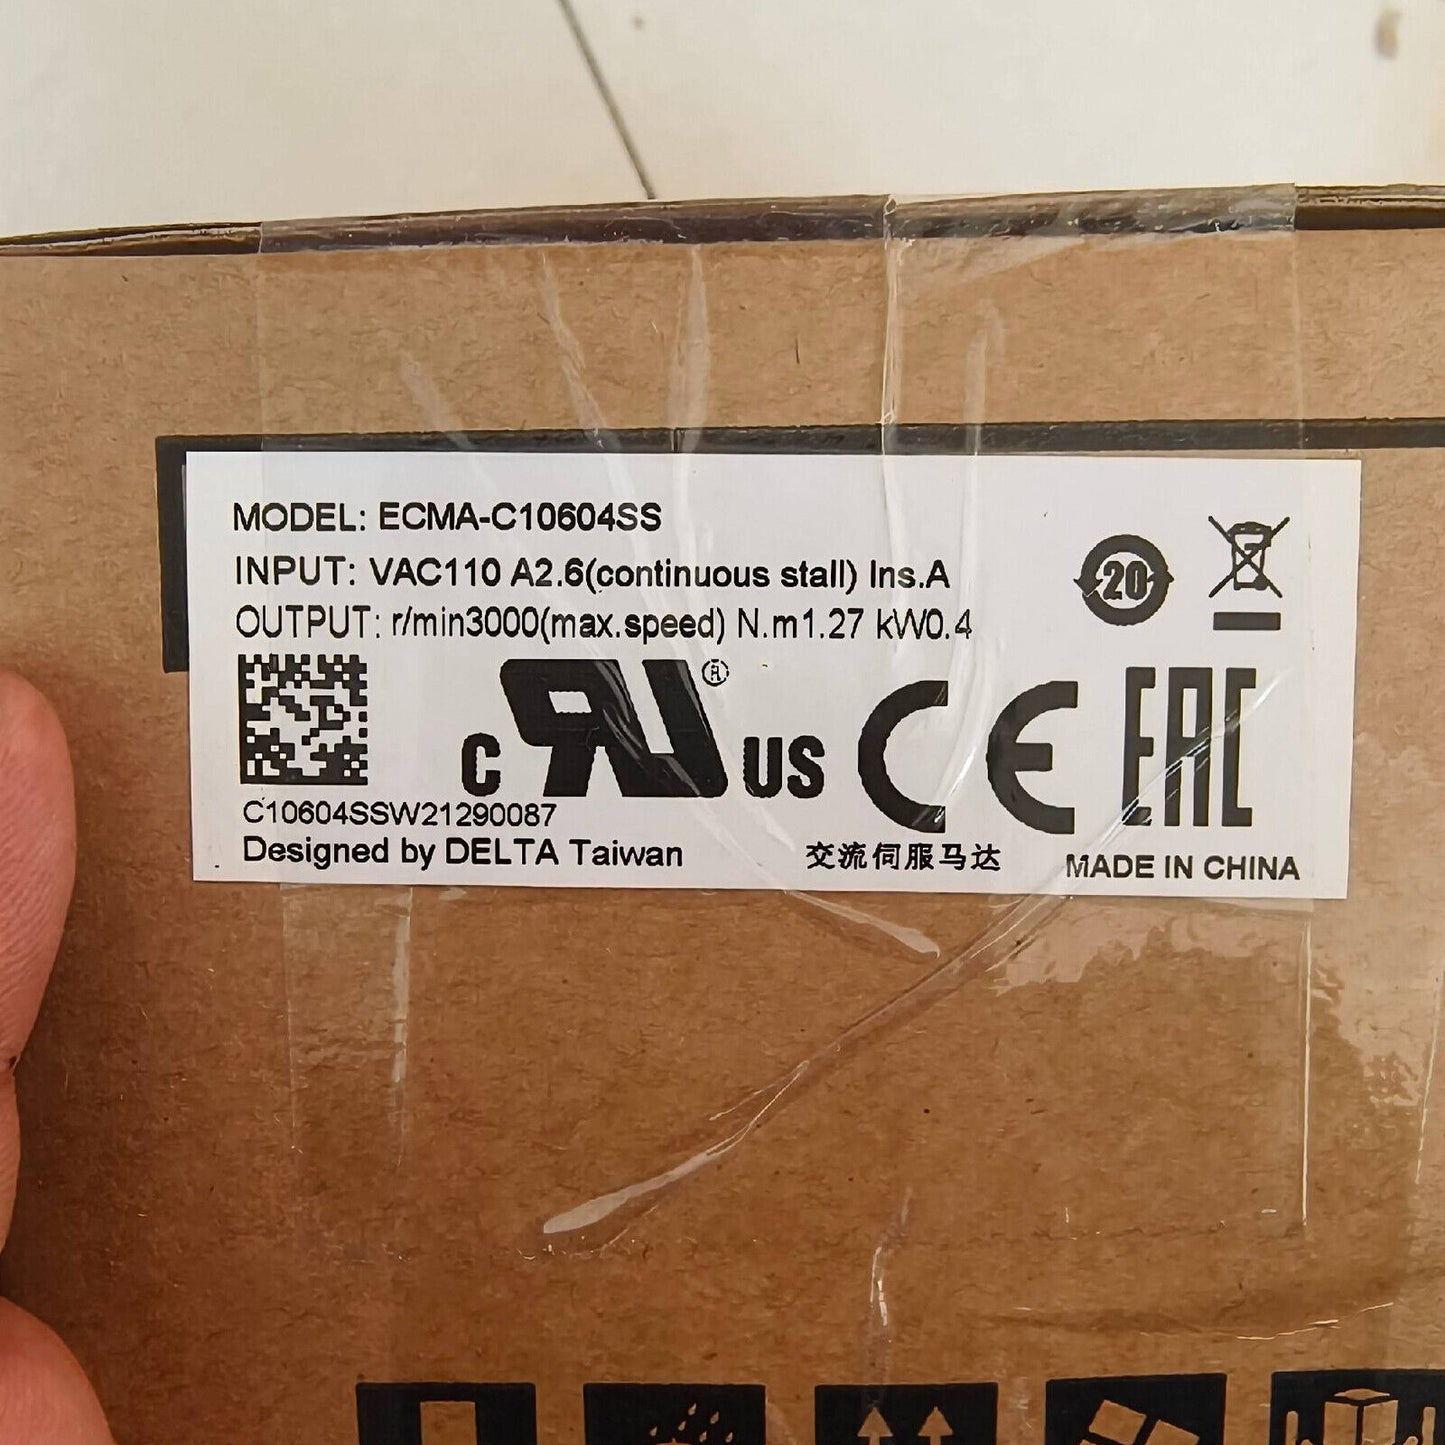 MODEL: ECMA-C10604SS
INPUT: VAC110 A2.6(continuous stall) Ins.A
OUTPUT: r/min3000(max.speed) N.m1.27 kW0.4
20
c RU® US CE EAC
C10604SSW21290087
Designed by DELTA Taiwan
交流伺服马达
MADE IN CHINA